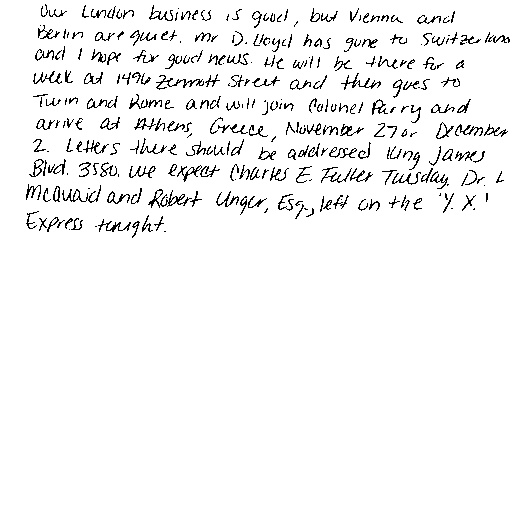 Our London business is good, but Vienna and
Berlin are quiet. Mr D. Lloyd has gone to Switzerland
and I hope for good news. He will be there for a
week at 1496 Zermott Street and then goes to
Turin and Rome and will join Colonel Parry and
arrive at Athens, Greece, November 27 or December
2. Letters there should be addressed King James
Blvd. 3580. We expect Charles E. Fuller Tuesday. Dr. L
McQuaid and Robert Unger, Esq., left on the 'Y. X.'
Express tonight.